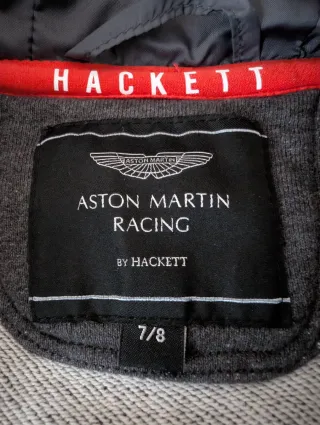 HACKETT
ASTON MARTIN
ASTON MARTIN
RACING
BY HACKETT
7/8